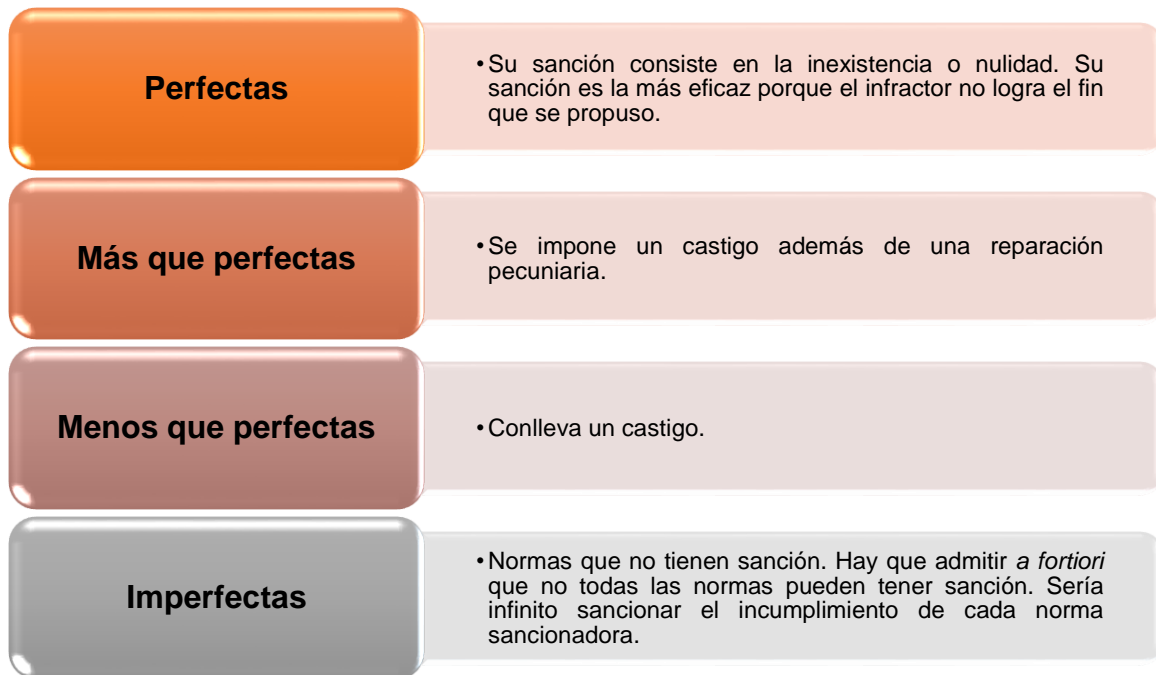 Perfectas
•Su sanción consiste en la inexistencia o nulidad. Su
sanción es la más eficaz porque el infractor no logra el fin
que se propuso.
Más que perfectas
•Se impone un castigo además de una reparación
pecuniaria.
Menos que perfectas
•Conlleva un castigo.
Imperfectas
•Normas que no tienen sanción. Hay que admitir a fortiori
que no todas las normas pueden tener sanción. Sería
infinito sancionar el incumplimiento de cada norma
sancionadora.